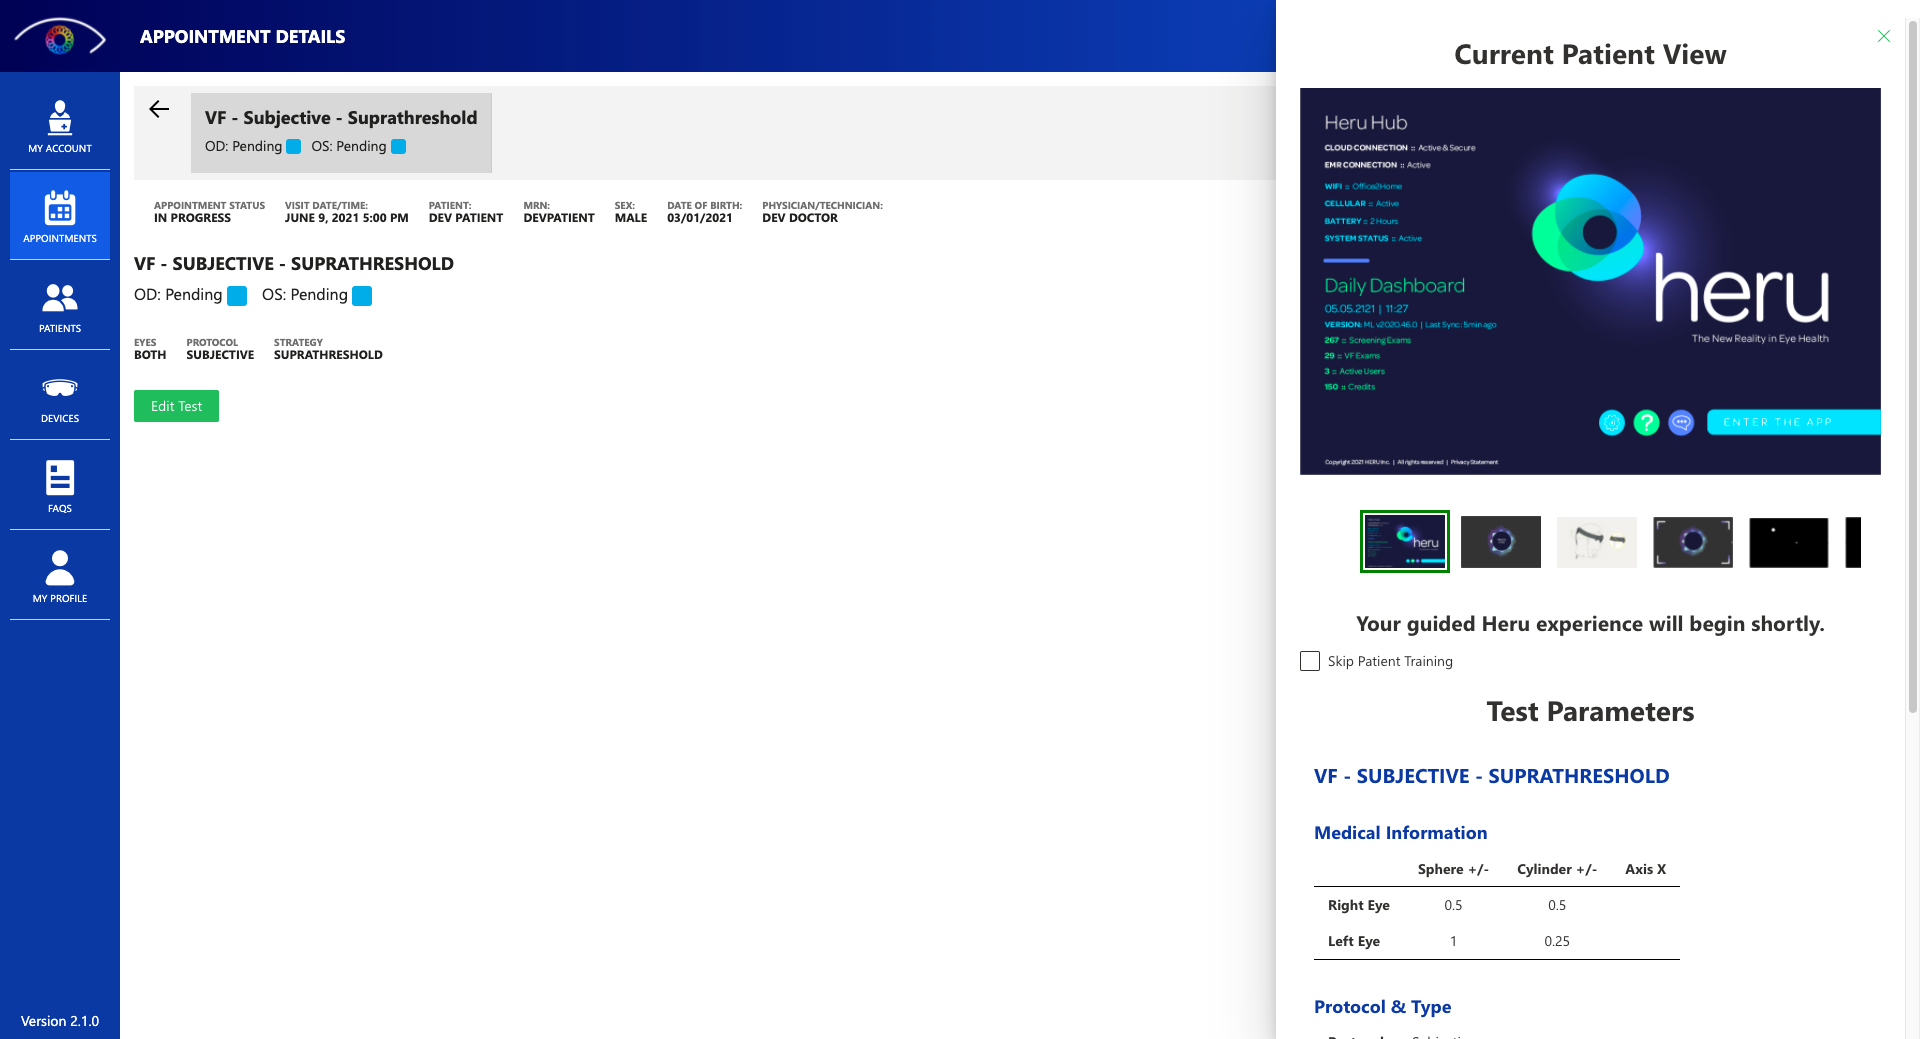 APPOINTMENT DETAILS
MY ACCOUNT
APPOINTMENTS
PATIENTS
DEVICES
FAQS
MY PROFILE
Version 2.1.0
VF - Subjective - Suprathreshold
OD: Pending OS: Pending
APPOINTMENT STATUS VISIT DATE/TIME: PATIENT: MRN: SEX: DATE OF BIRTH: PHYSICIAN/TECHNICIAN:
IN PROGRESS JUNE 9, 2021 5:00 PM DEV PATIENT DEVPATIENT MALE 03/01/2021 DEV DOCTOR
VF - SUBJECTIVE - SUPRATHRESHOLD
OD: Pending OS: Pending
EYES PROTOCOL STRATEGY
BOTH SUBJECTIVE SUPRATHRESHOLD
Edit Test
Current Patient View
Heru Hub
CLOUD CONNECTION :: Active & Secure
EMR CONNECTION :: Active
WIFI :: Office2Home
CELLULAR :: Active
BATTERY :: 2 Hours
SYSTEM STATUS :: Active
Daily Dashboard
05.05.2121 | 11:27
VERSION: ML v2020.46.0 | Last Sync: 5min ago
267 :: Screening Exams
29 :: VF Exams
3 :: Active Users
150 :: Credits
heru
The New Reality in Eye Health
?
ENTER THE APP
Copyright 2021 HERU Inc. | All rights reserved | Privacy Statement
heru
Your guided Heru experience will begin shortly.
Skip Patient Training
Test Parameters
VF - SUBJECTIVE - SUPRATHRESHOLD
Medical Information
Sphere +/- Cylinder +/- Axis X
Right Eye 0.5 0.5
Left Eye 1 0.25
Protocol & Type